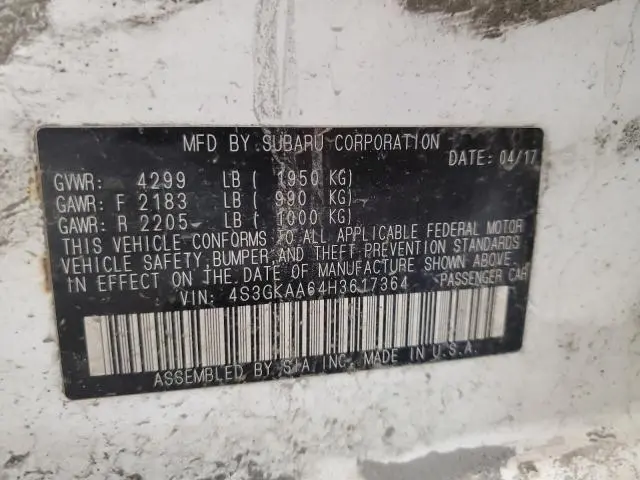 MFD BY SUBARU CORPORATION
DATE: 04/17
GVWR: 4299 LB ( 1950 KG)
GAWR: F 2183 LB ( 990 KG)
GAWR: R 2205 LB ( 1000 KG)
THIS VEHICLE CONFORMS TO ALL APPLICABLE FEDERAL MOTOR
VEHICLE SAFETY, BUMPER AND THEFT PREVENTION STANDARDS
IN EFFECT ON THE DATE OF MANUFACTURE SHOWN ABOVE.
VIN: 4S3GKAA64H3617364 PASSENGER CAR
ASSEMBLED BY SIA, INC. MADE IN U.S.A.